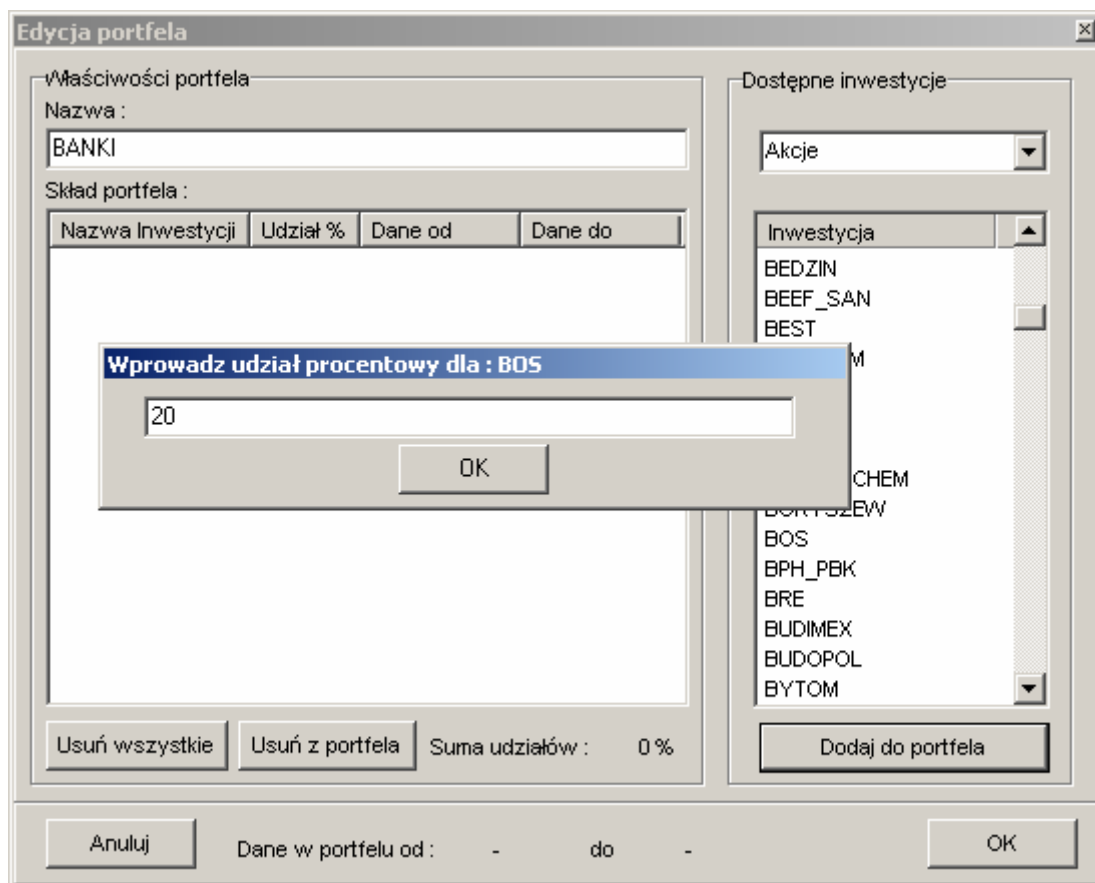 Edycja portfela
Właściwości portfela
Nazwa :
BANKI
Skład portfela :
Nazwa Inwestycji Udział % Dane od Dane do
Dostępne inwestycje
Akcje
Inwestycja
BEDZIN
BEEF_SAN
BEST
Wprowadz udział procentowy dla : BOS
20
OK
BOS
BPH_PBK
BRE
BUDIMEX
BUDOPOL
BYTOM
Usuń wszystkie Usuń z portfela Suma udziałów : 0 %
Dodaj do portfela
Anuluj Dane w portfelu od : - do - OK